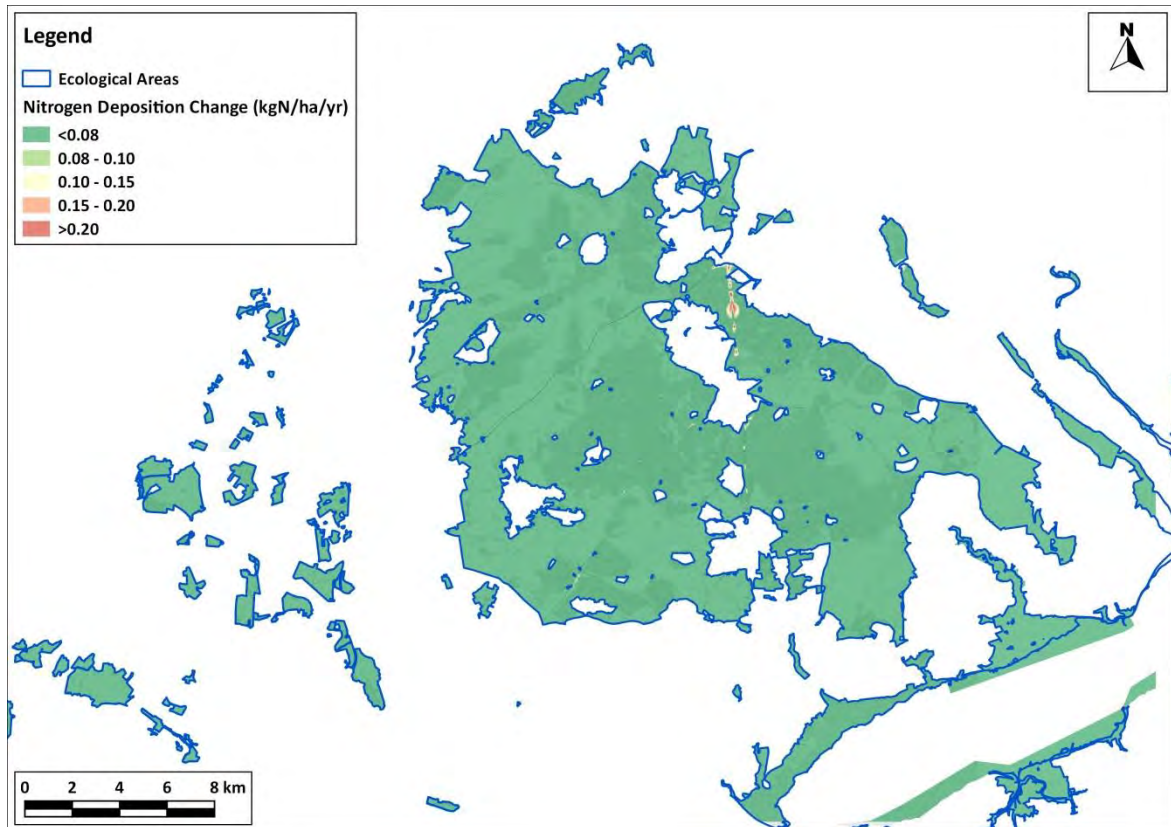 Legend
Ecological Areas
Nitrogen Deposition Change (kgN/ha/yr)
<0.08
0.08 - 0.10
0.10 - 0.15
0.15 - 0.20
>0.20
N
0 2 4 6 8 km